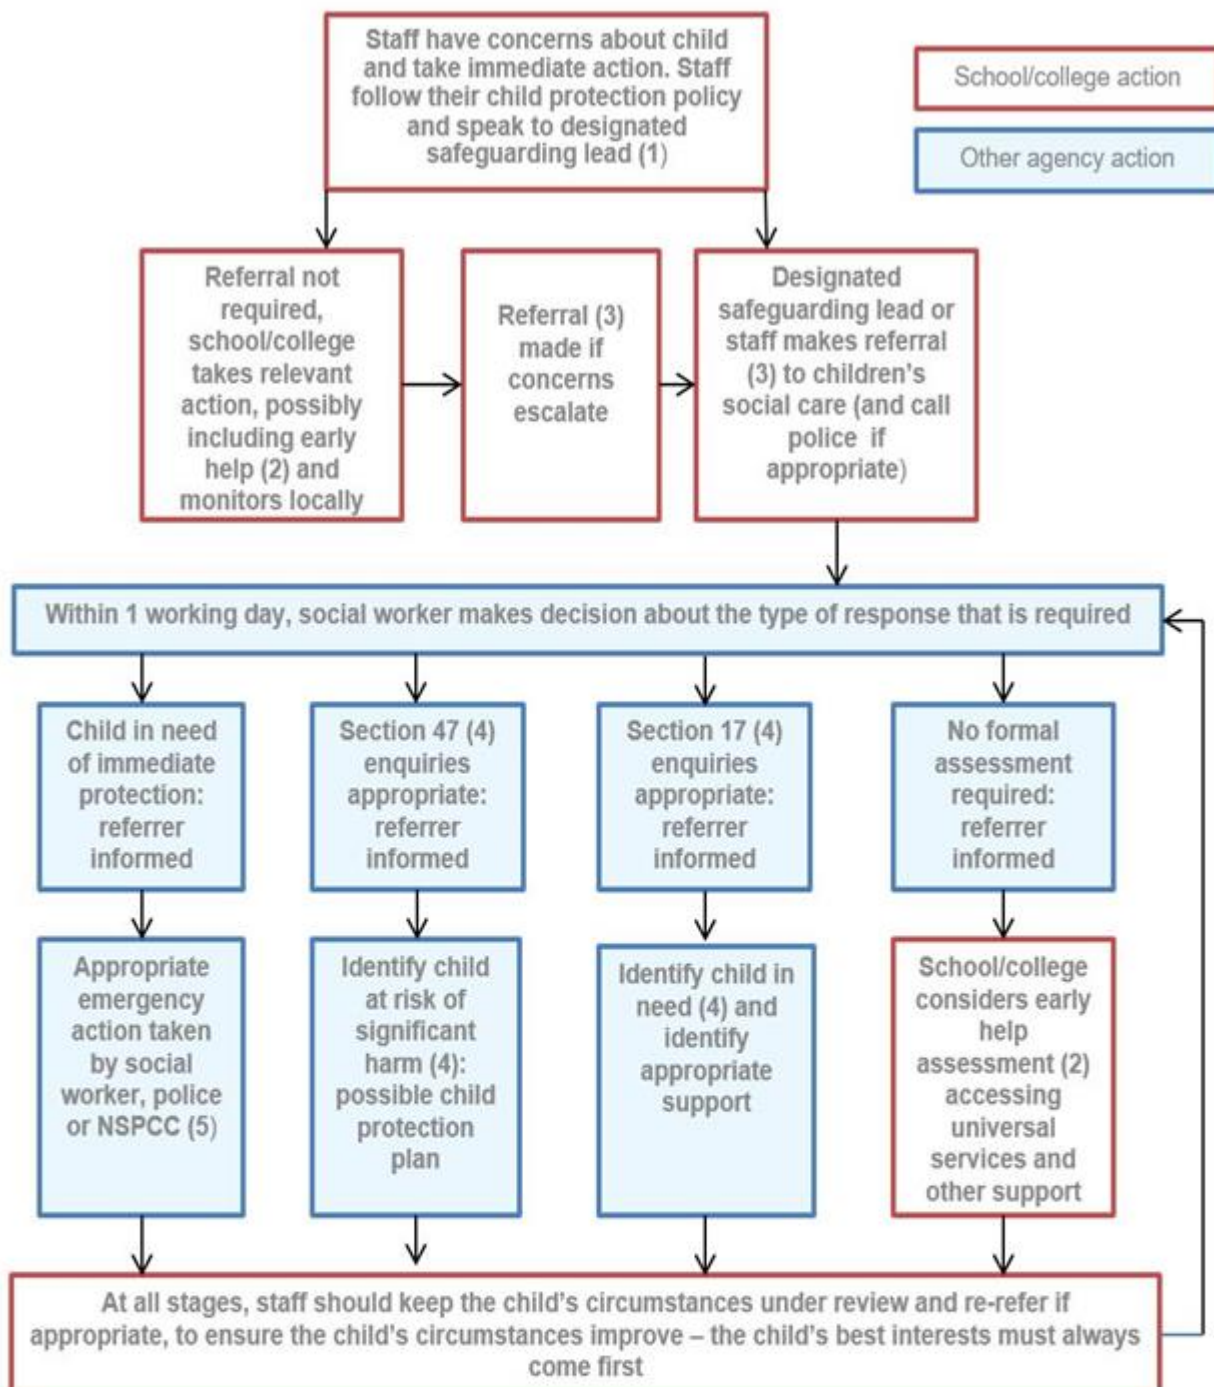 Staff have concerns about child
and take immediate action. Staff
follow their child protection policy
and speak to designated
safeguarding lead (1)
School/college action
Other agency action
Referral not
required,
school/college
takes relevant
action, possibly
including early
help (2) and
monitors locally
Referral (3)
made if
concerns
escalate
Designated
safeguarding lead or
staff makes referral
(3) to children's
social care (and call
police if
appropriate)
Within 1 working day, social worker makes decision about the type of response that is required
Child in need
of immediate
protection:
referrer
informed
Section 47 (4)
enquiries
appropriate:
referrer
informed
Section 17 (4)
enquiries
appropriate:
referrer
informed
No formal
assessment
required:
referrer
informed
Appropriate
emergency
action taken
by social
worker, police
or NSPCC (5)
Identify child
at risk of
significant
harm (4):
possible child
protection
plan
Identify child in
need (4) and
identify
appropriate
support
School/college
considers early
help
assessment (2)
accessing
universal
services and
other support
At all stages, staff should keep the child's circumstances under review and re-refer if
appropriate, to ensure the child's circumstances improve – the child's best interests must always
come first